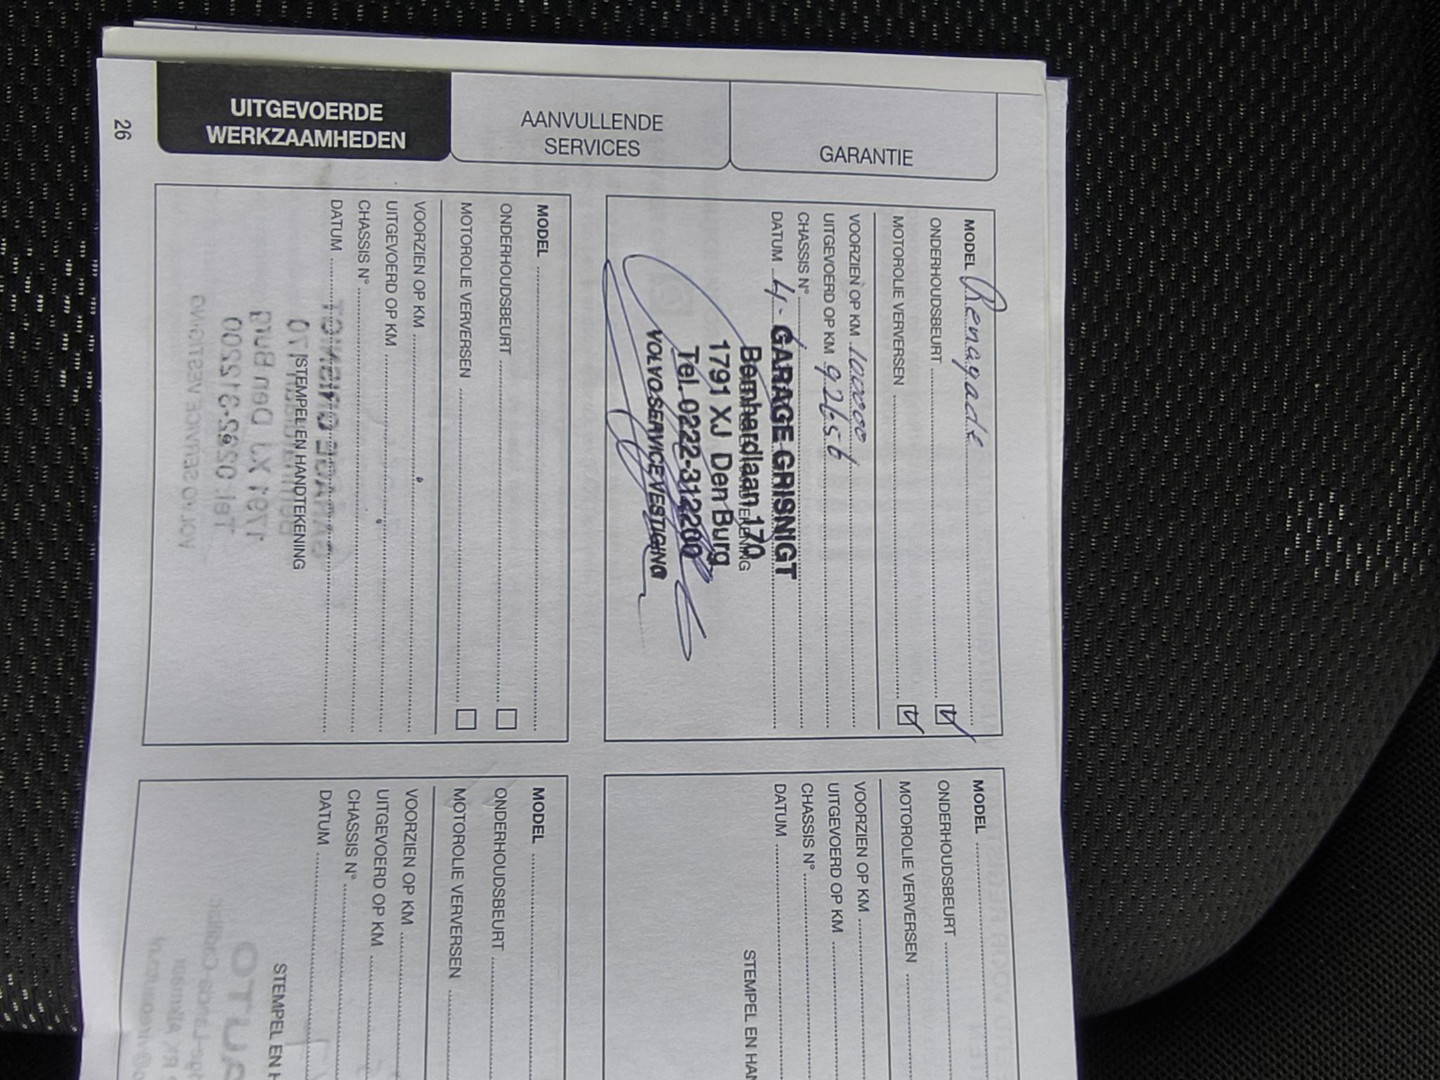 UITGEVOERDE
WERKZAAMHEDEN
AANVULLENDE
SERVICES
GARANTIE
26
MODEL Renagade
ONDERHOUDSBEURT
MOTOROLIE VERVERSEN
VOORZIEN OP KM 100000
UITGEVOERD OP KM 92656
CHASSIS N°
DATUM 4-
GARAGE GRISNIGT
Bernhardlaan 170
1791 XJ Den Burg
Tel. 0222-312200
VOLVO SERVICE VESTIGING
MODEL
ONDERHOUDSBEURT
MOTOROLIE VERVERSEN
VOORZIEN OP KM
UITGEVOERD OP KM
CHASSIS N°
DATUM
STEMPEL EN HANDTEKENING
MODEL
ONDERHOUDSBEURT
MOTOROLIE VERVERSEN
VOORZIEN OP KM
UITGEVOERD OP KM
CHASSIS N°
DATUM
STEMPEL EN HAN
MODEL
ONDERHOUDSBEURT
MOTOROLIE VERVERSEN
VOORZIEN OP KM
UITGEVOERD OP KM
CHASSIS N°
DATUM
STEMPEL EN H